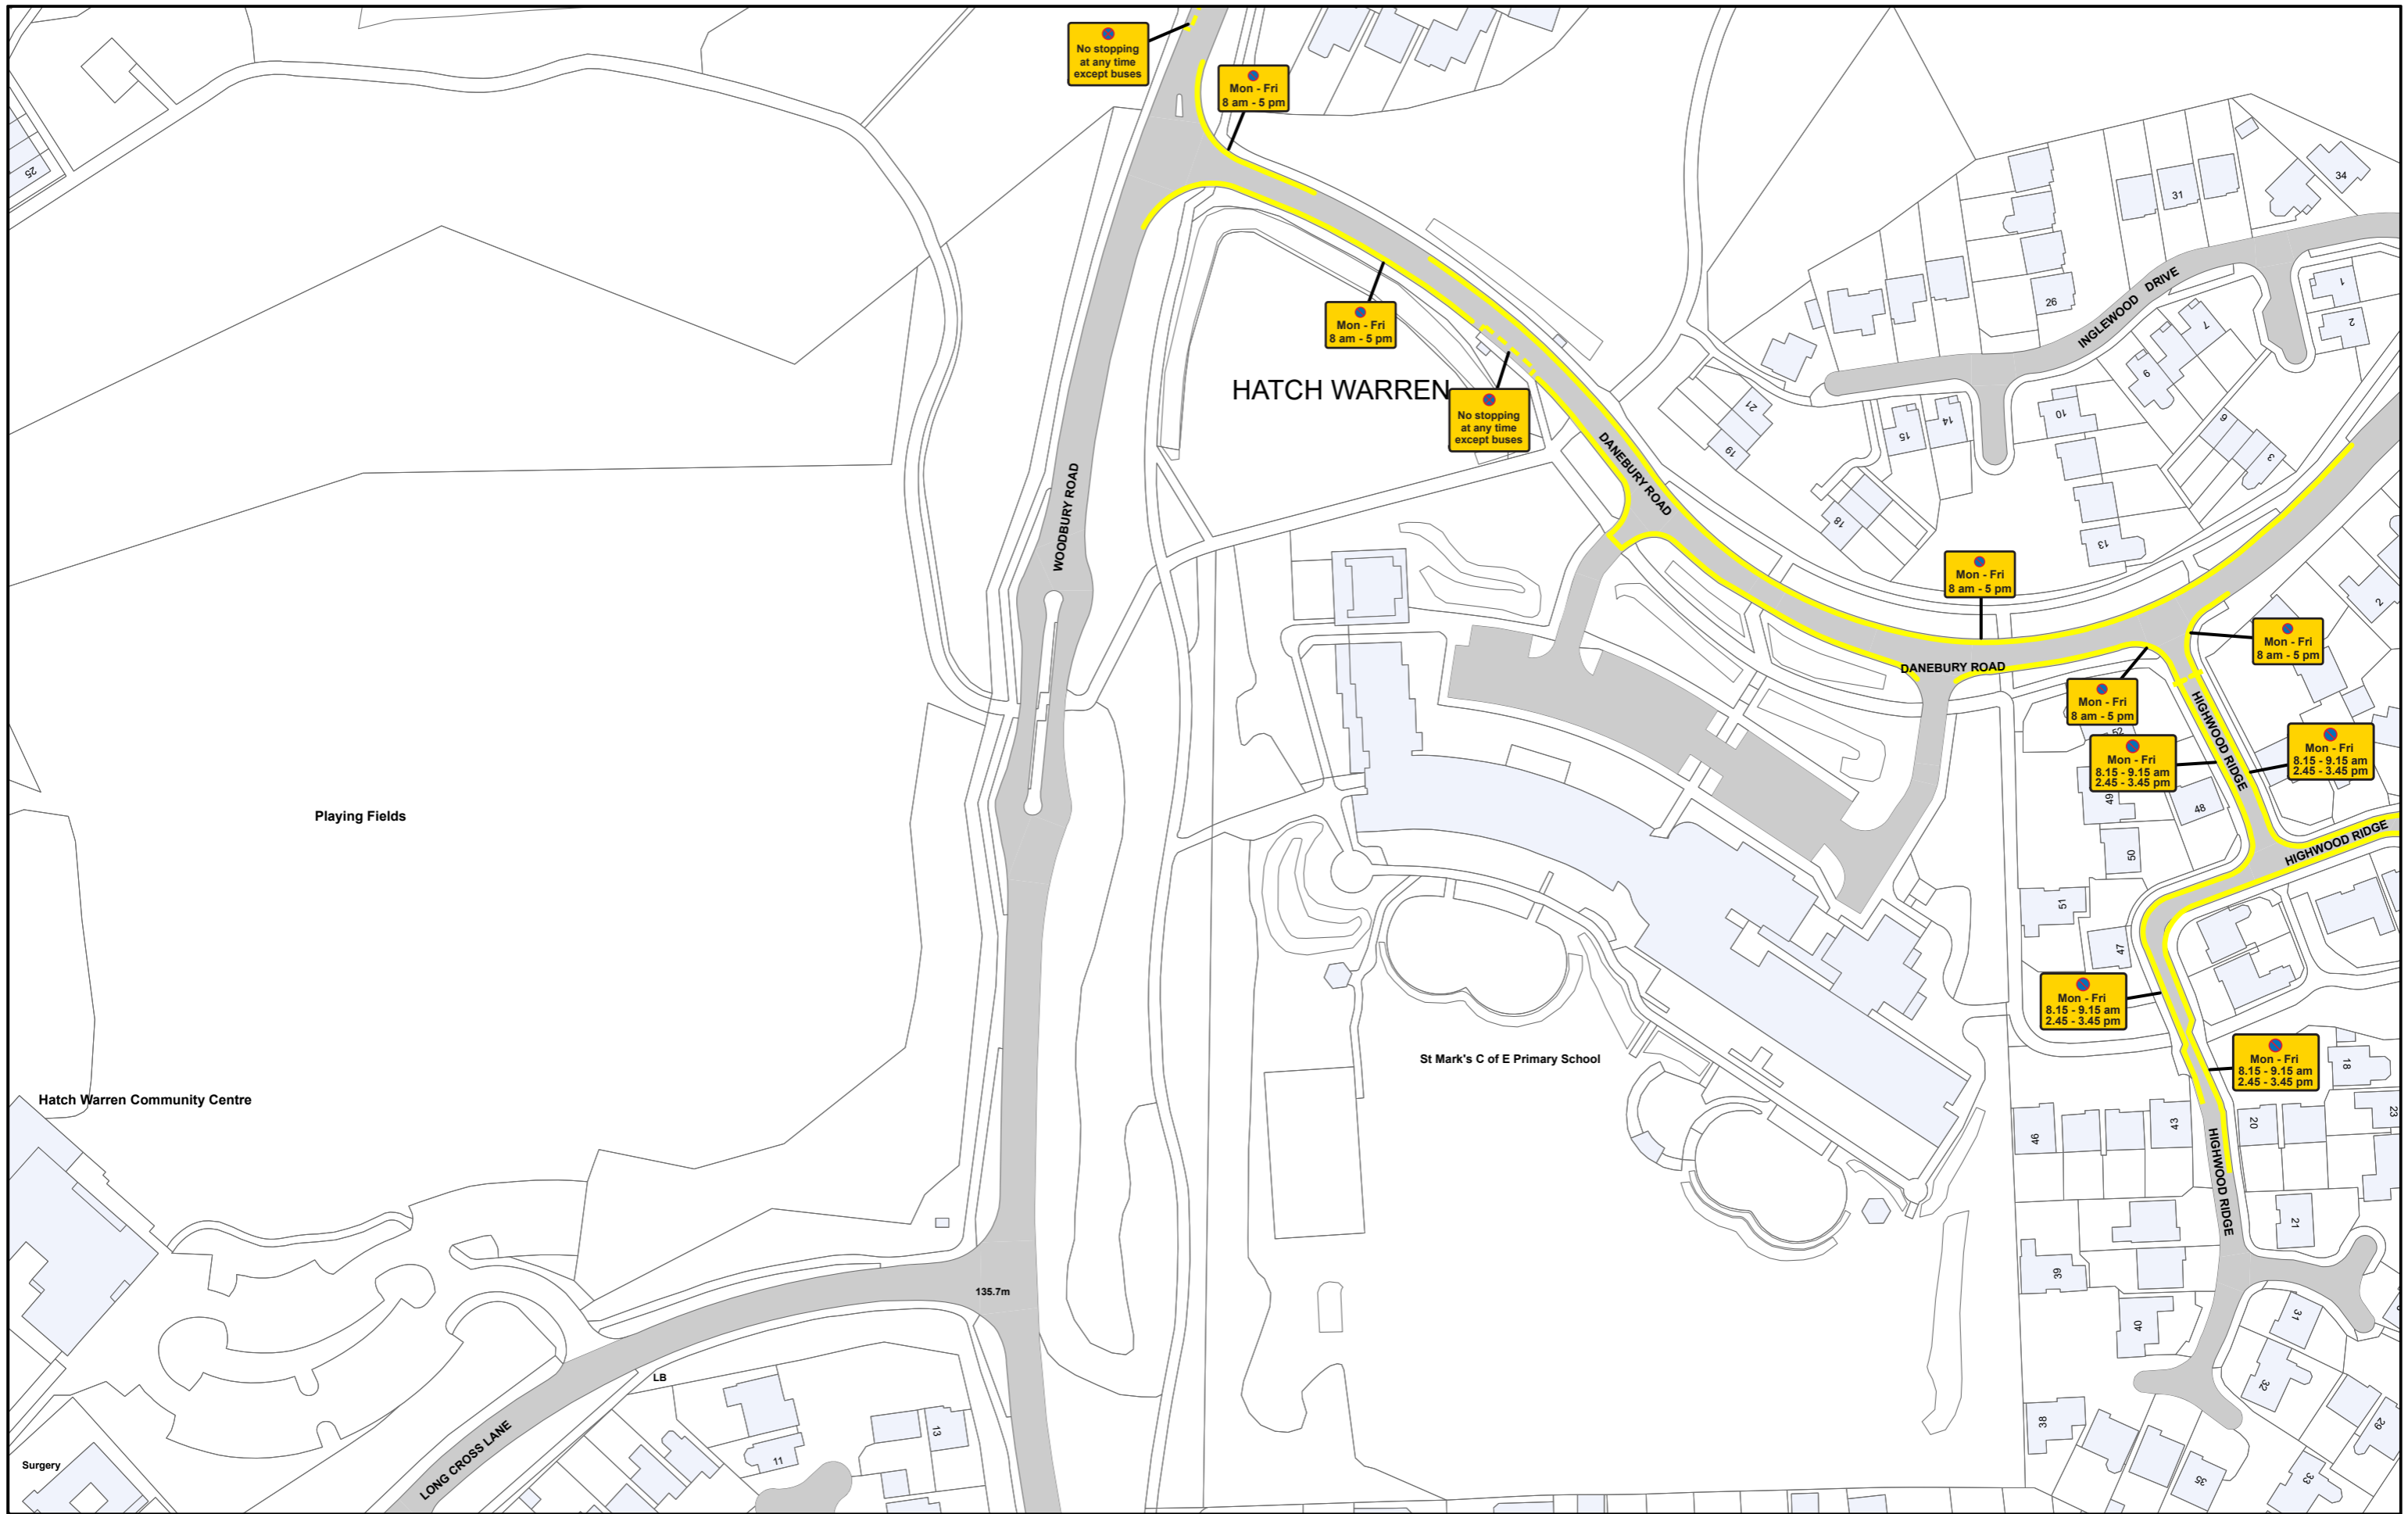 No stopping
at any time
except buses
Mon - Fri
8 am - 5 pm
25
34
31
1
26
INGLEWOOD DRIVE
2
7
Mon - Fri
8 am - 5 pm
9
HATCH WARREN
No stopping
at any time
except buses
21
10
14
15
6
19
3
DANEBURY ROAD
WOODBURY ROAD
18
13
Mon - Fri
8 am - 5 pm
2
Mon - Fri
8 am - 5 pm
DANEBURY ROAD
Mon - Fri
8 am - 5 pm
52
HIGHWOOD RIDGE
Mon - Fri
8.15 - 9.15 am
2.45 - 3.45 pm
Mon - Fri
8.15 - 9.15 am
2.45 - 3.45 pm
49
48
Playing Fields
HIGHWOOD RIDGE
50
51
47
Mon - Fri
8.15 - 9.15 am
2.45 - 3.45 pm
St Mark's C of E Primary School
Mon - Fri
8.15 - 9.15 am
2.45 - 3.45 pm
18
Hatch Warren Community Centre
46
43
20
23
HIGHWOOD RIDGE
21
39
135.7m
40
31
LB
32
38
29
13
11
LONG CROSS LANE
Surgery
35
33